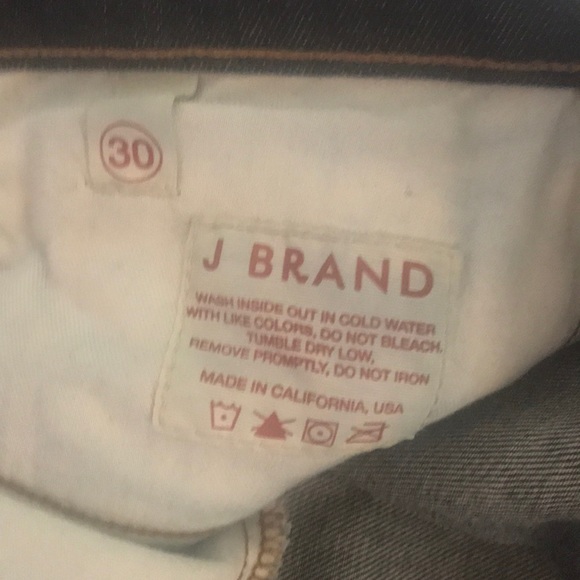 30
J BRAND
WASH INSIDE OUT IN COLD WATER
WITH LIKE COLORS, DO NOT BLEACH.
TUMBLE DRY LOW,
REMOVE PROMPTLY, DO NOT IRON
MADE IN CALIFORNIA, USA